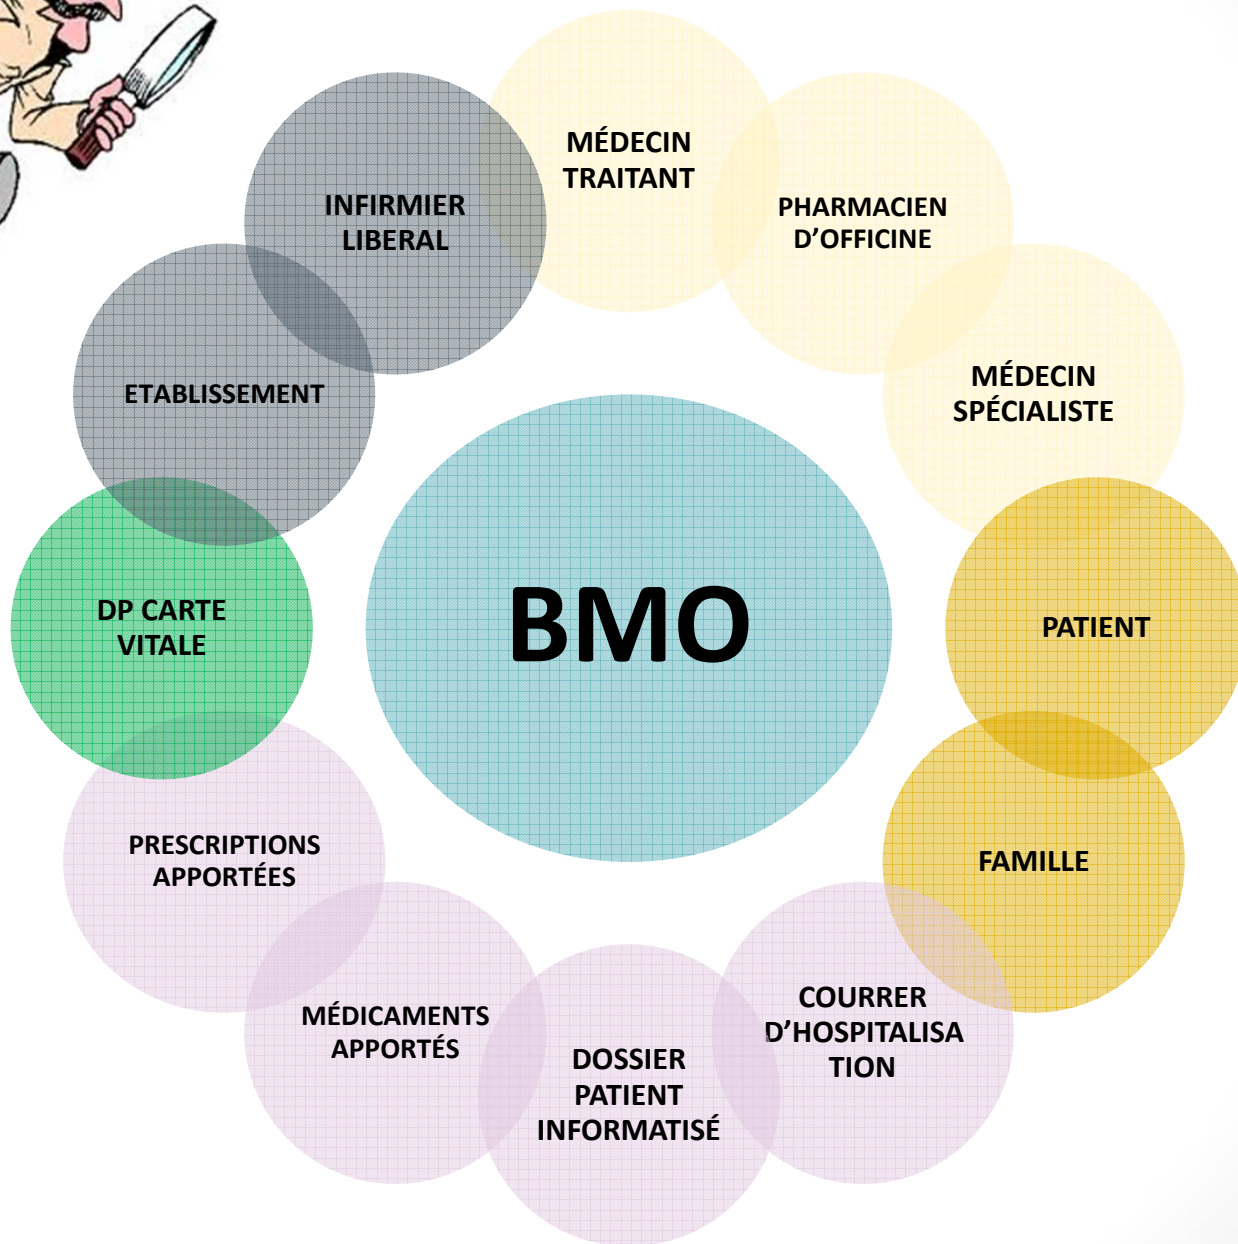 MÉDECIN
TRAITANT
PHARMACIEN
D’OFFICINE
MÉDECIN
SPÉCIALISTE
PATIENT
FAMILLE
COURRER
D’HOSPITALISA
TION
DOSSIER
PATIENT
INFORMATISÉ
MÉDICAMENTS
APPORTÉS
PRESCRIPTIONS
APPORTÉES
DP CARTE
VITALE
ETABLISSEMENT
INFIRMIER
LIBERAL
BMO